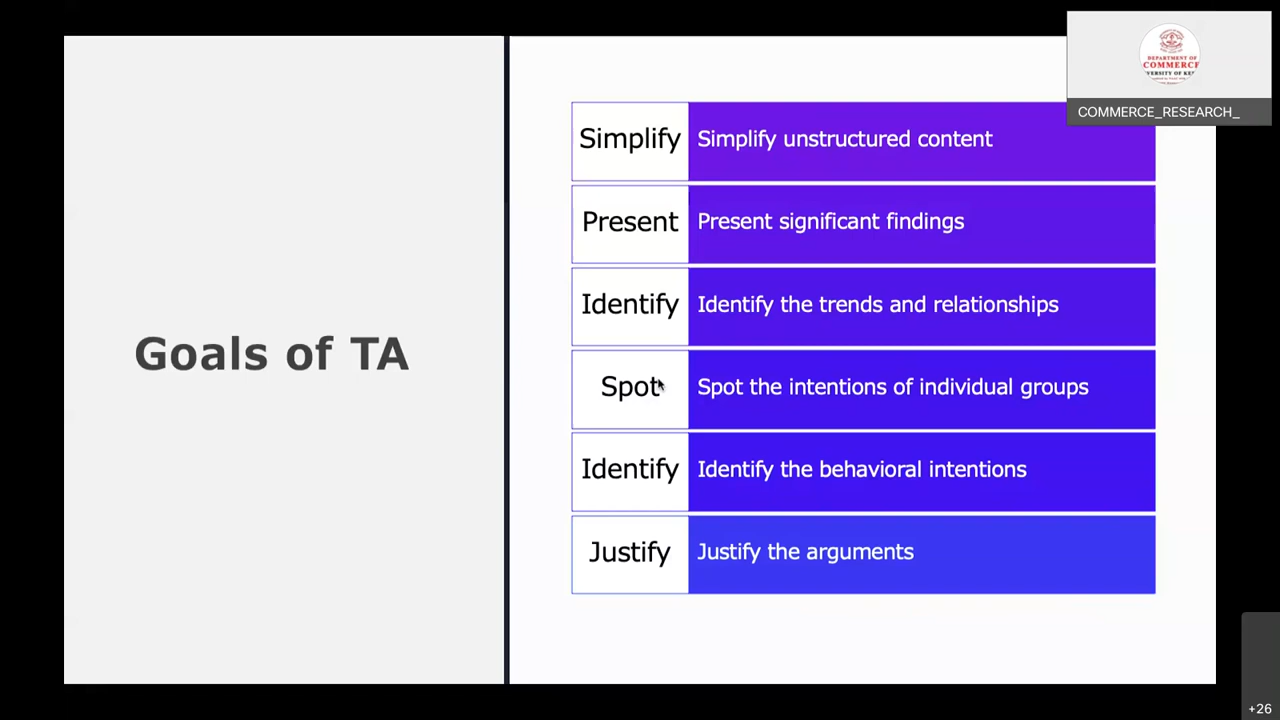 DEPARTMENT OF
COMMERCE_RESEARCH_
Goals of TA
Simplify
Simplify unstructured content
Present
Present significant findings
Identify
Identify the trends and relationships
Spot
Spot the intentions of individual groups
Identify
Identify the behavioral intentions
Justify
Justify the arguments
+26